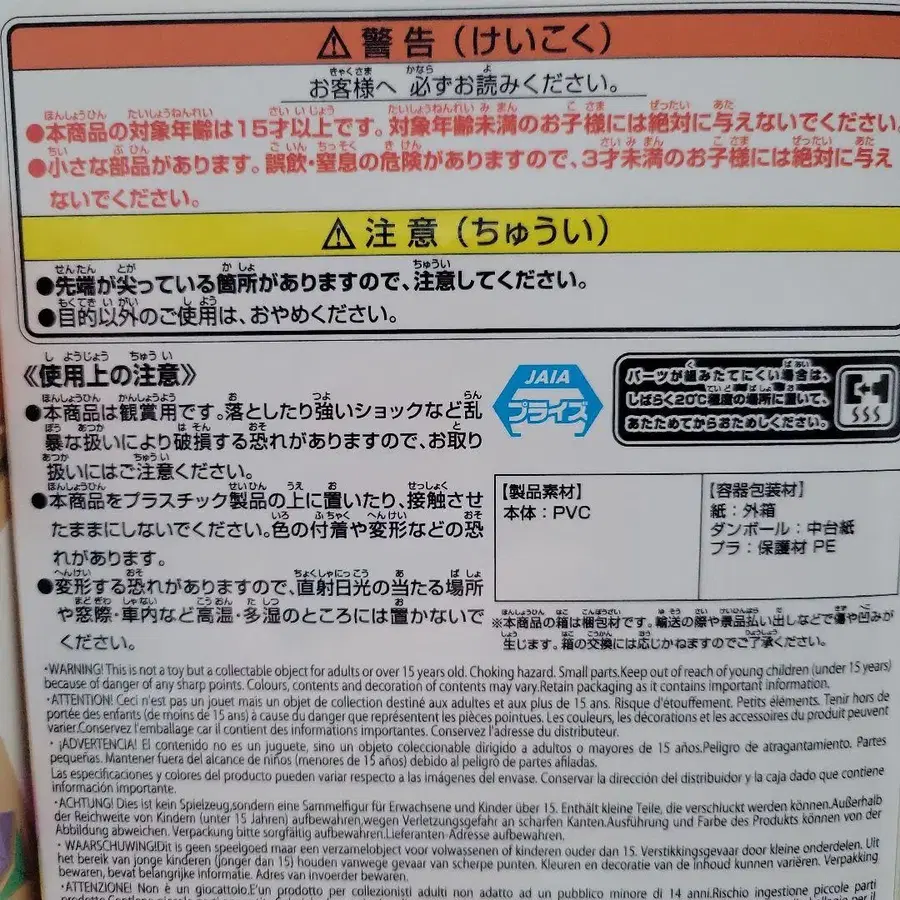 ⚠警告(けいこく)
お客様へ 必ずお読みください。
●本商品の対象年齢は15才以上です。対象年齢未満のお子様には絶対に与えないでください。
●小さな部品があります。誤飲・窒息の危険がありますので、3才未満のお子様には絶対に与え
ないでください。
⚠注意(ちゅうい)
●先端が尖っている箇所がありますので、注意してください。
●目的以外のご使用は、おやめください。
《使用上の注意》
●本商品は観賞用です。落としたり強いショックなど乱
暴な扱いにより破損する恐れがありますので、お取り
扱いにはご注意ください。
●本商品をプラスチック製品の上に置いたり、接触させ
たままにしないでください。色の付着や変形などの恐
れがあります。
●変形する恐れがありますので、直射日光の当たる場所
や窓際・車内など高温・多湿のところには置かないで
ください。
JAIA
プライズ
パーツが組みたてにくい場合は、
しばらく20℃程度の場所に置いて、
あたためてからおためしください。
【製品素材】
本体:PVC
【容器包装材】
紙:外箱
ダンボール:中台紙
プラ:保護材 PE
※本商品の箱は梱包材です。輸送の際や景品払い出しなどで傷や凹みが
生じます。箱の交換には応じかねますのでご了承ください。
・WARNING! This is not a toy but a collectable object for adults or over 15 years old. Choking hazard. Small parts.Keep out of reach of young children (under 15 years)
because of danger of any sharp points. Colours, contents and decoration of contents may vary.Retain packaging as it contains important information.
・ATTENTION! Ceci n'est pas un jouet mais un objet de collection destiné aux adultes et aux plus de 15 ans. Risque d'étouffement. Petits éléments. Tenir hors de
portée des enfants (de moins de 15 ans) à cause du danger que représentent les pièces pointues. Les couleurs, les décorations et les accessoires du produit peuvent
varier.Conservez l'emballage car il contient des informations importantes. Conservez l'adresse du distributeur.
・¡ADVERTENCIA! El contenido no es un juguete, sino un objeto coleccionable dirigido a adultos o mayores de 15 años.Peligro de atragantamiento. Partes
pequeñas. Mantener fuera del alcance de niños (menores de 15 años) debido al peligro de partes afiladas.
Las especificaciones y colores del producto pueden variar respecto a las imágenes del envase. Conservar la dirección del distribuidor y la caja dado que contiene
información importante.
・ACHTUNG! Dies ist kein Spielzeug,sondern eine Sammelfigur für Erwachsene und Kinder über 15. Enthält kleine Teile, die verschluckt werden können.Außerhalb
der Reichweite von Kindern (unter 15 Jahren) aufbewahren,wegen Verletzungsgefahr an scharfen Kanten.Ausführung und Farbe des Produkts können von der
Abbildung abweichen. Verpackung bitte sorgfältig aufbewahren.Lieferanten-Adresse aufbewahren.
・WAARSCHUWING!Dit is geen speelgoed maar een verzamelobject voor volwassenen of kinderen ouder dan 15. Verstikkingsgevaar door kleine onderdelen. Uit
het bereik van jonge kinderen (jonger dan 15) houden vanwege gevaar van scherpe punten. Kleuren en decoratie van de inhoud kunnen variëren. Verpakking
bewaren, bevat belangrijke informatie. Adres van invoerder bewaren.
・ATTENZIONE! Non è un giocattolo.E'un prodotto per collezionisti adulti non adatto ad un pubblico minore di 14 anni.Rischio ingestione piccole parti